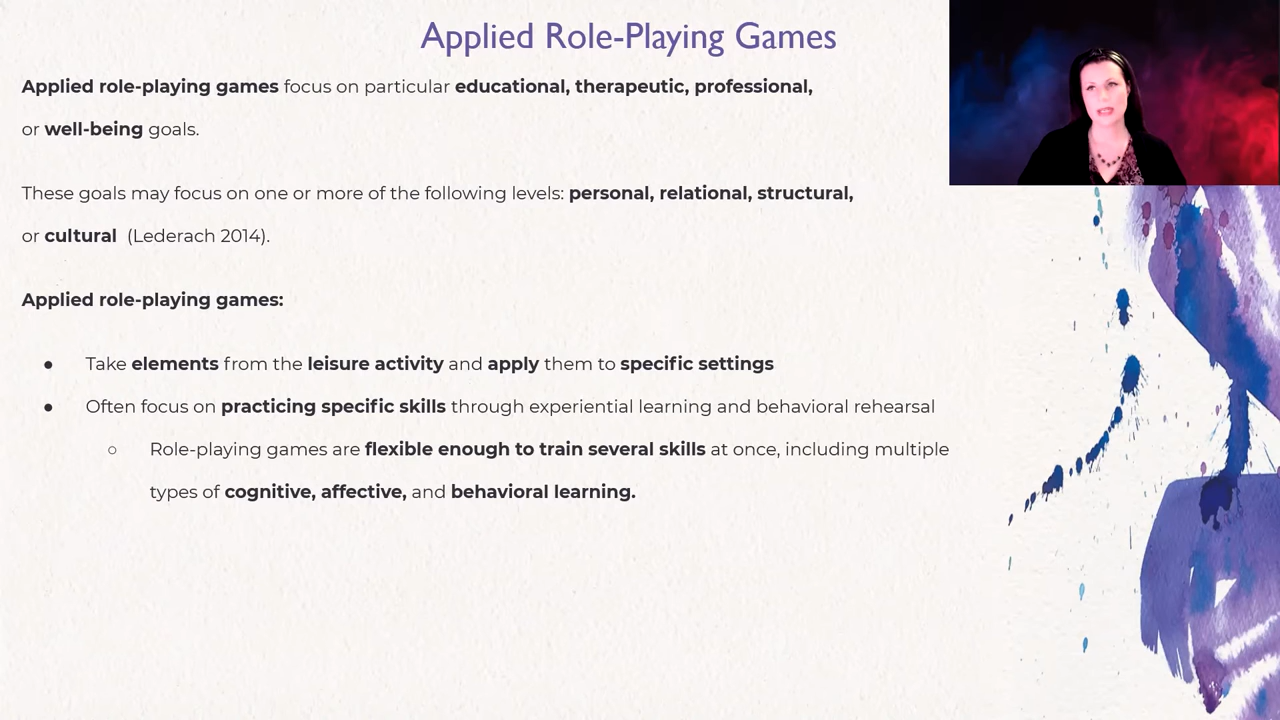 Applied Role-Playing Games
Applied role-playing games focus on particular educational, therapeutic, professional,
or well-being goals.
These goals may focus on one or more of the following levels: personal, relational, structural,
or cultural (Lederach 2014).
Applied role-playing games:
● Take elements from the leisure activity and apply them to specific settings
● Often focus on practicing specific skills through experiential learning and behavioral rehearsal
○ Role-playing games are flexible enough to train several skills at once, including multiple
types of cognitive, affective, and behavioral learning.